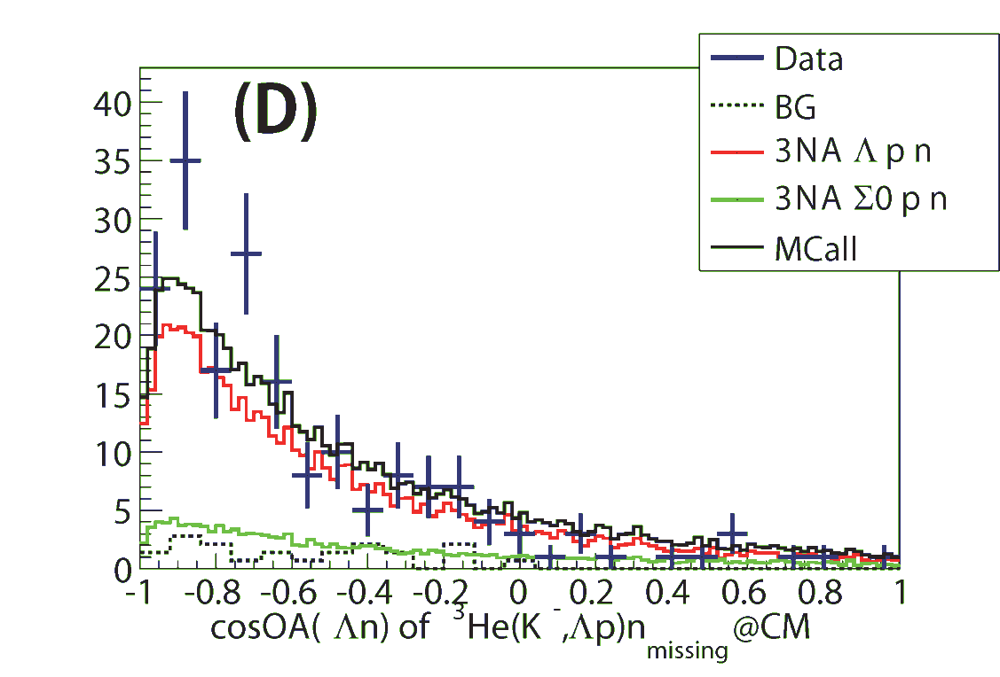 (D)
Data
BG
3NA Λ p n
3NA Σ0 p n
MCall
40
35
30
25
20
15
10
5
0
-1 -0.8 -0.6 -0.4 -0.2 0 0.2 0.4 0.6 0.8 1
cosOA( Λn) of ³He(K⁻,Λp)n missing @CM